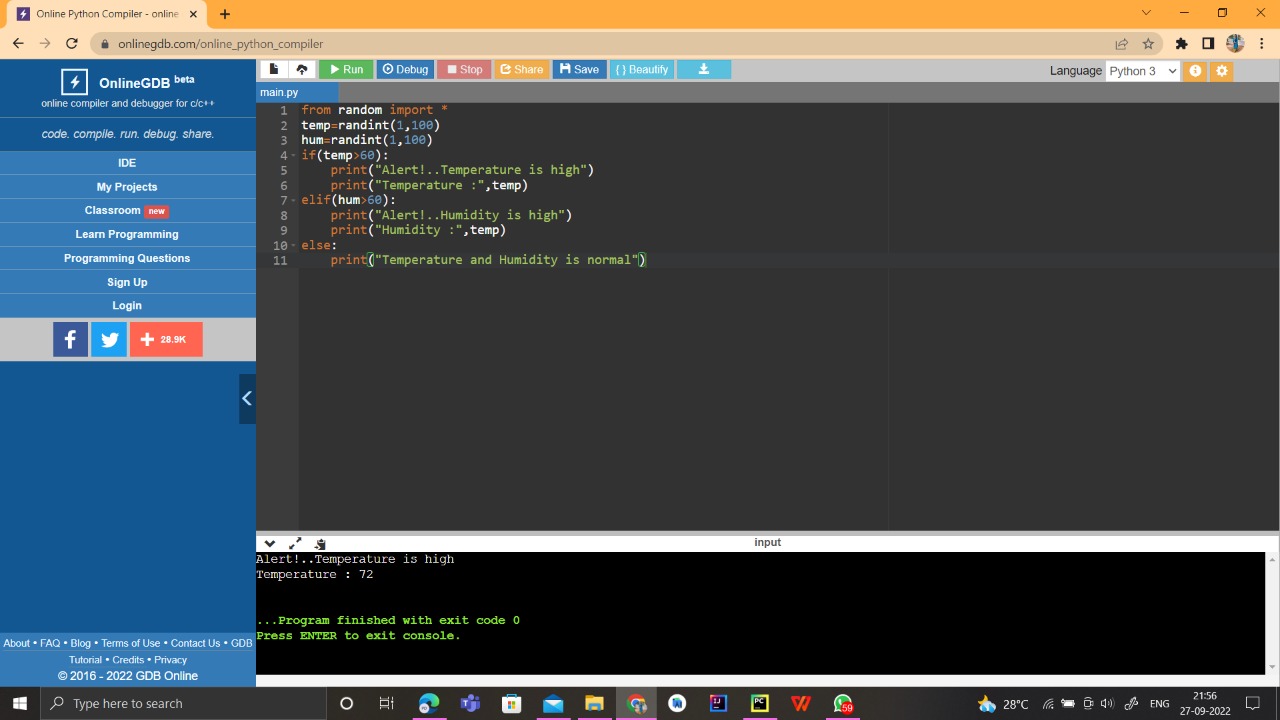 Online Python Compiler - online
onlinegdb.com/online_python_compiler
OnlineGDB beta
online compiler and debugger for c/c++
code. compile. run. debug. share.
IDE
My Projects
Classroom new
Learn Programming
Programming Questions
Sign Up
Login
28.9K
About • FAQ • Blog • Terms of Use • Contact Us • GDB
Tutorial • Credits • Privacy
© 2016 - 2022 GDB Online
Run Debug Stop Share Save { } Beautify
Language Python 3
main.py
1 from random import *
2 temp=randint(1,100)
3 hum=randint(1,100)
4 if(temp>60):
5 print("Alert!..Temperature is high")
6 print("Temperature :",temp)
7 elif(hum>60):
8 print("Alert!..Humidity is high")
9 print("Humidity :",temp)
10 else:
11 print("Temperature and Humidity is normal")
input
Alert!..Temperature is high
Temperature : 72
...Program finished with exit code 0
Press ENTER to exit console.
Type here to search
59
28°C
ENG
21:56
27-09-2022